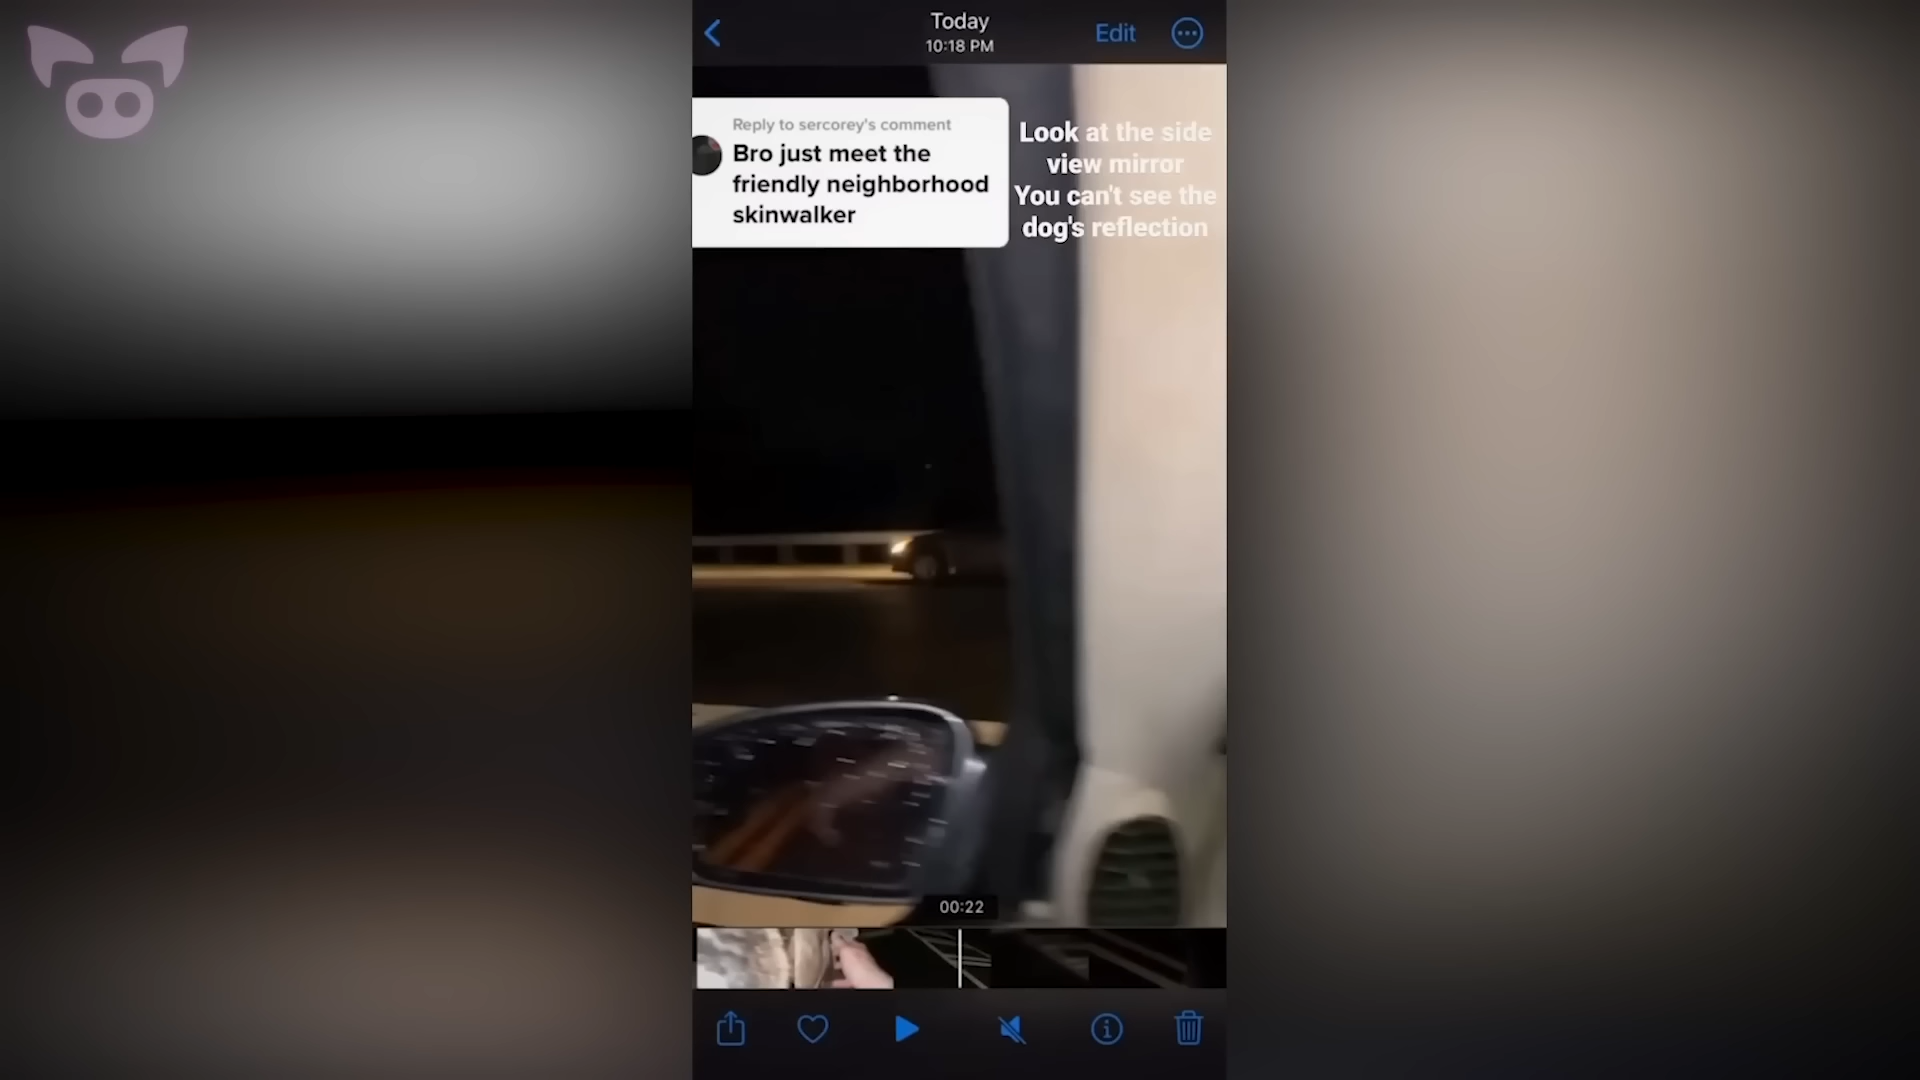 Today
10:18 PM
Edit
Reply to sercorey's comment
Bro just meet the
friendly neighborhood
skinwalker
Look at the side
view mirror
You can't see the
dog's reflection
00:22